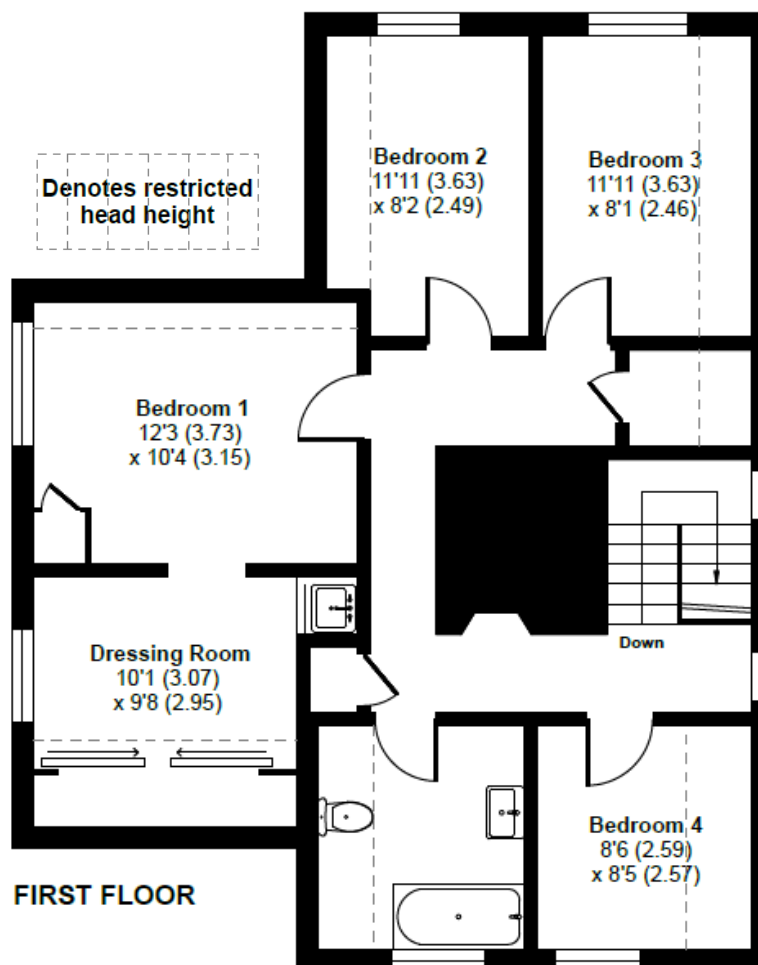 Bedroom 2
11'11 (3.63)
x 8'2 (2.49)
Bedroom 3
11'11 (3.63)
x 8'1 (2.46)
Denotes restricted
head height
Bedroom 1
12'3 (3.73)
x 10'4 (3.15)
Dressing Room
10'1 (3.07)
x 9'8 (2.95)
Down
Bedroom 4
8'6 (2.59)
x 8'5 (2.57)
FIRST FLOOR